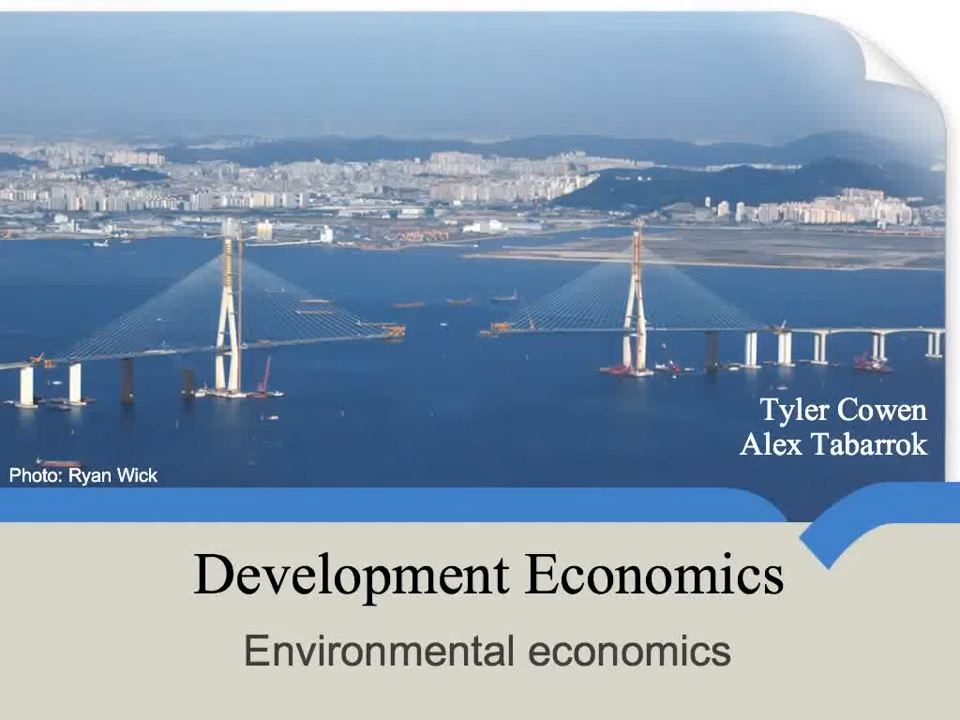 Tyler Cowen
Alex Tabarrok
Photo: Ryan Wick
Development Economics
Environmental economics